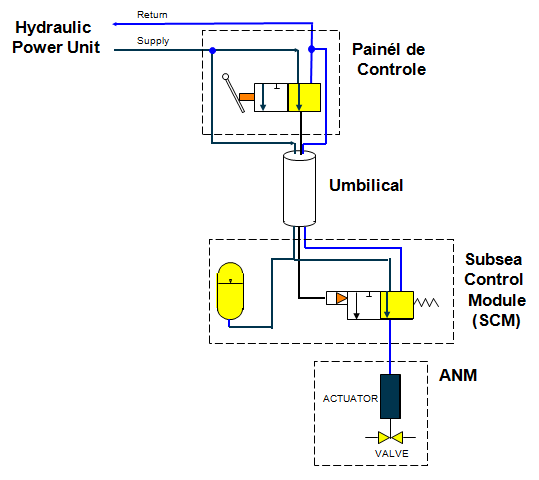 Return
Hydraulic
Power Unit
Supply
Painél de
Controle
Umbilical
Subsea
Control
Module
(SCM)
ANM
ACTUATOR
VALVE